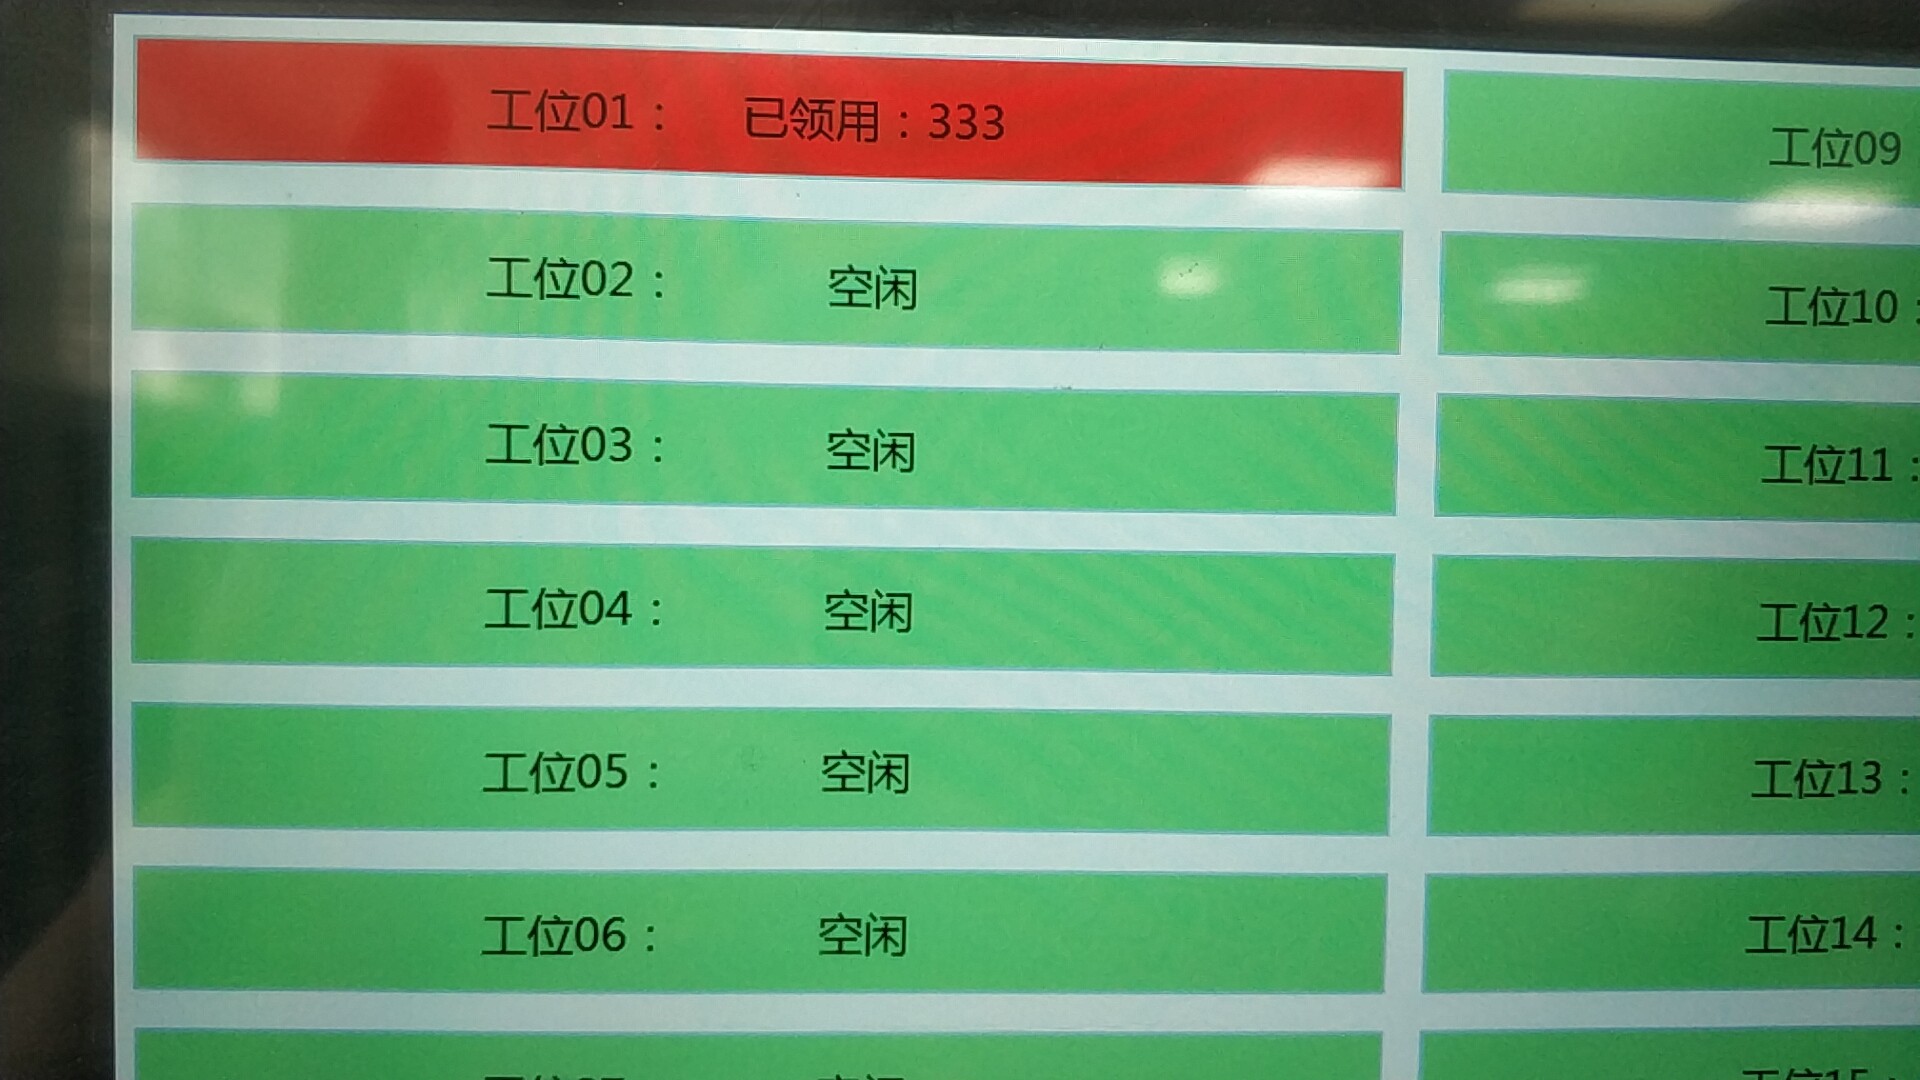 工位01： 已领用：333
工位02： 空闲
工位03： 空闲
工位04： 空闲
工位05： 空闲
工位06： 空闲
工位09
工位10：
工位11：
工位12：
工位13：
工位14：